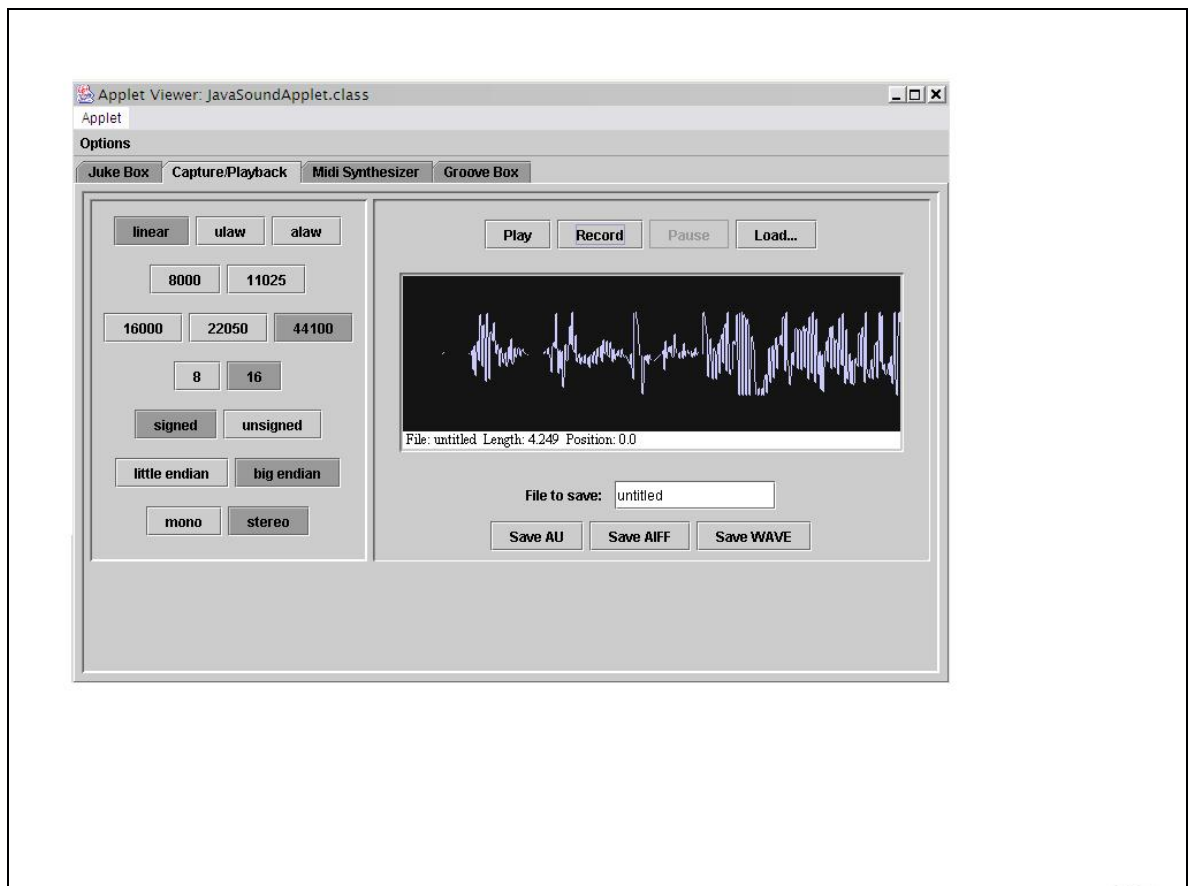 Applet Viewer: JavaSoundApplet.class
Applet
Options
Juke Box Capture/Playback Midi Synthesizer Groove Box
linear ulaw alaw
8000 11025
16000 22050 44100
8 16
signed unsigned
little endian big endian
mono stereo
Play Record Pause Load...
File: untitled Length: 4.249 Position: 0.0
File to save: untitled
Save AU Save AIFF Save WAVE